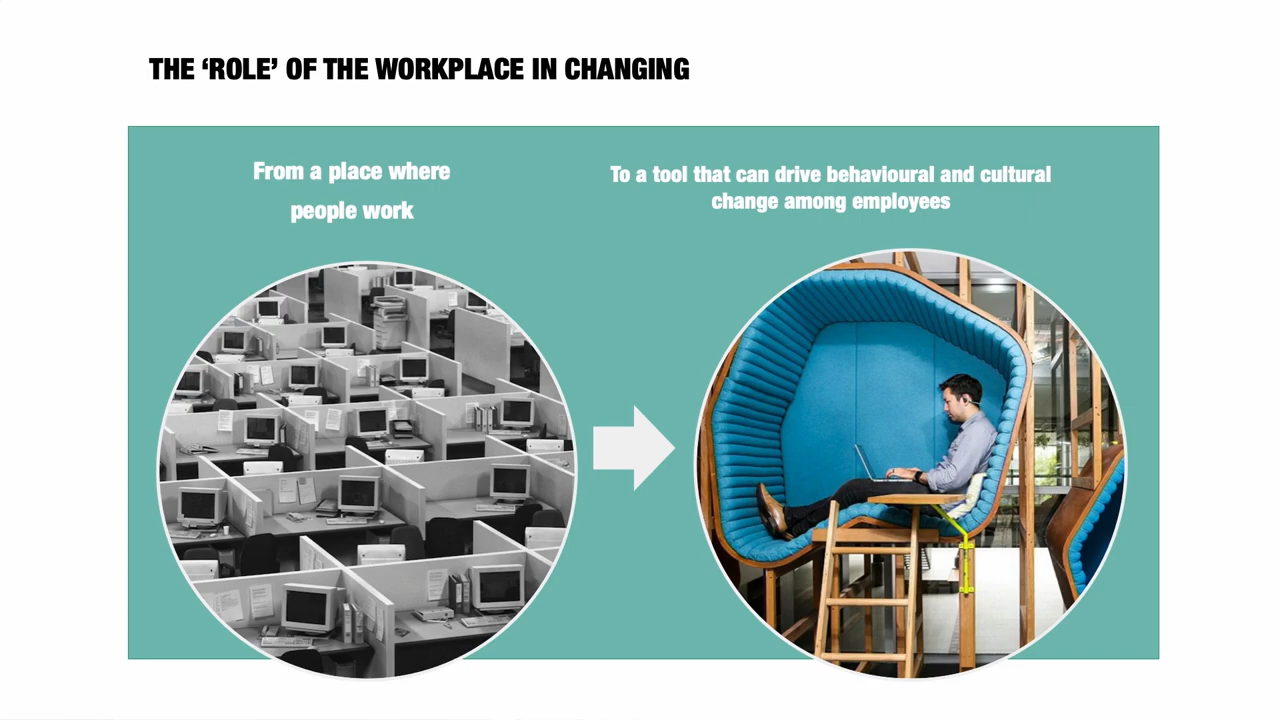 THE ‘ROLE’ OF THE WORKPLACE IN CHANGING
From a place where
people work
To a tool that can drive behavioural and cultural
change among employees